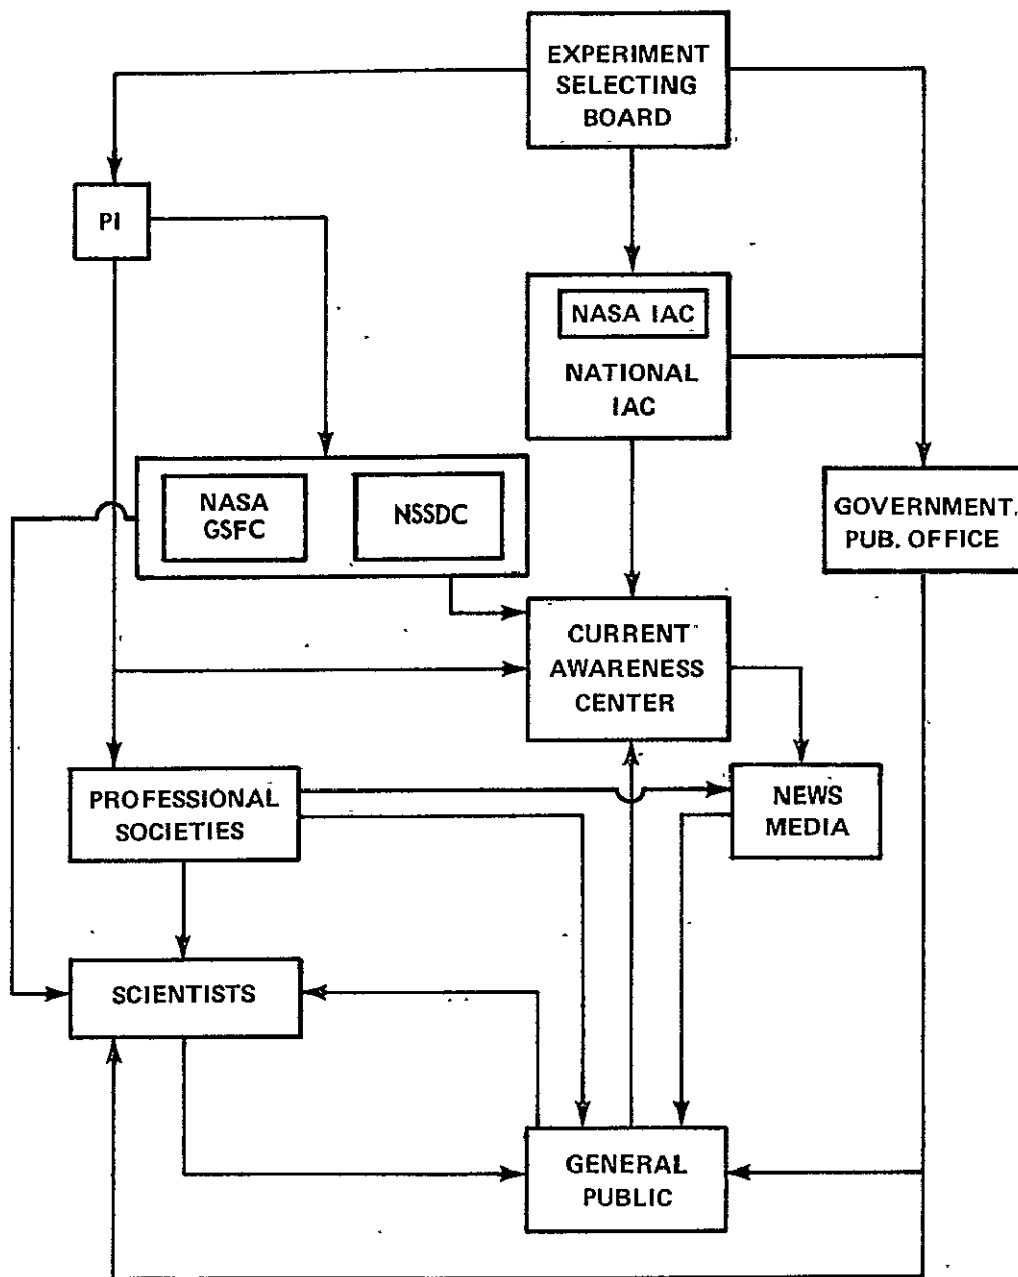 EXPERIMENT
SELECTING
BOARD
PI
NASA IAC
NATIONAL
IAC
NASA
GSFC
NSSDC
GOVERNMENT.
PUB. OFFICE
CURRENT
AWARENESS
CENTER
PROFESSIONAL
SOCIETIES
NEWS
MEDIA
SCIENTISTS
GENERAL
PUBLIC